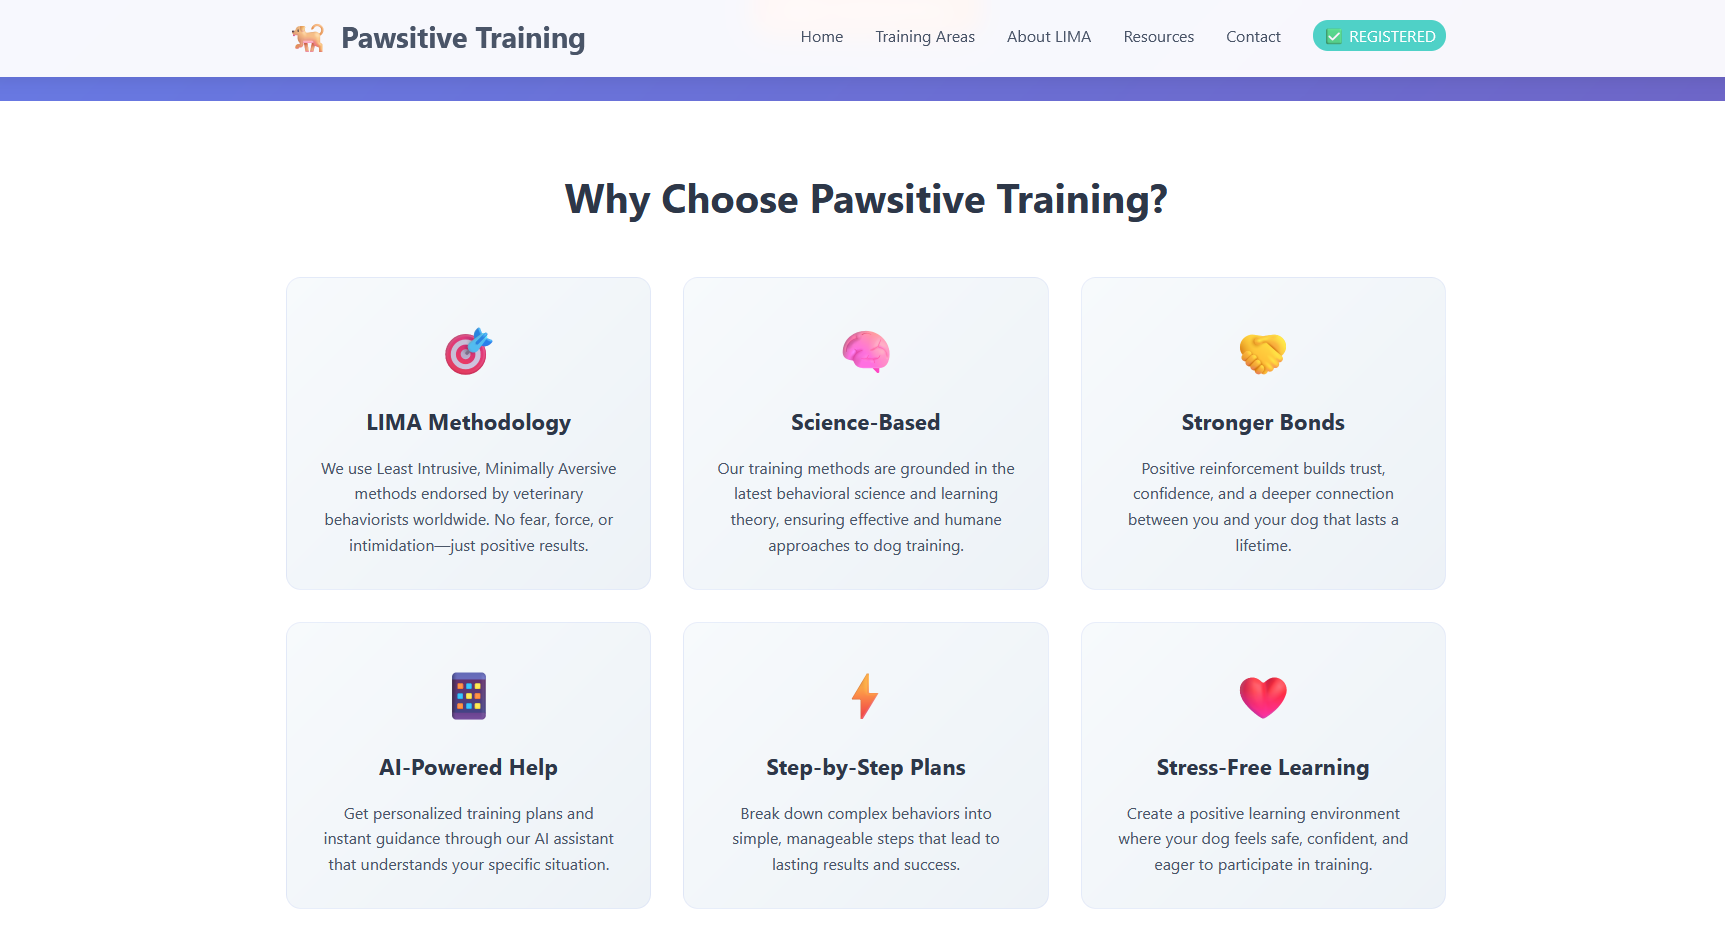 Pawsitive Training
Home
Training Areas
About LIMA
Resources
Contact
✅ REGISTERED
Why Choose Pawsitive Training?
LIMA Methodology
We use Least Intrusive, Minimally Aversive
methods endorsed by veterinary
behaviorists worldwide. No fear, force, or
intimidation—just positive results.
Science-Based
Our training methods are grounded in the
latest behavioral science and learning
theory, ensuring effective and humane
approaches to dog training.
Stronger Bonds
Positive reinforcement builds trust,
confidence, and a deeper connection
between you and your dog that lasts a
lifetime.
AI-Powered Help
Get personalized training plans and
instant guidance through our AI assistant
that understands your specific situation.
Step-by-Step Plans
Break down complex behaviors into
simple, manageable steps that lead to
lasting results and success.
Stress-Free Learning
Create a positive learning environment
where your dog feels safe, confident, and
eager to participate in training.